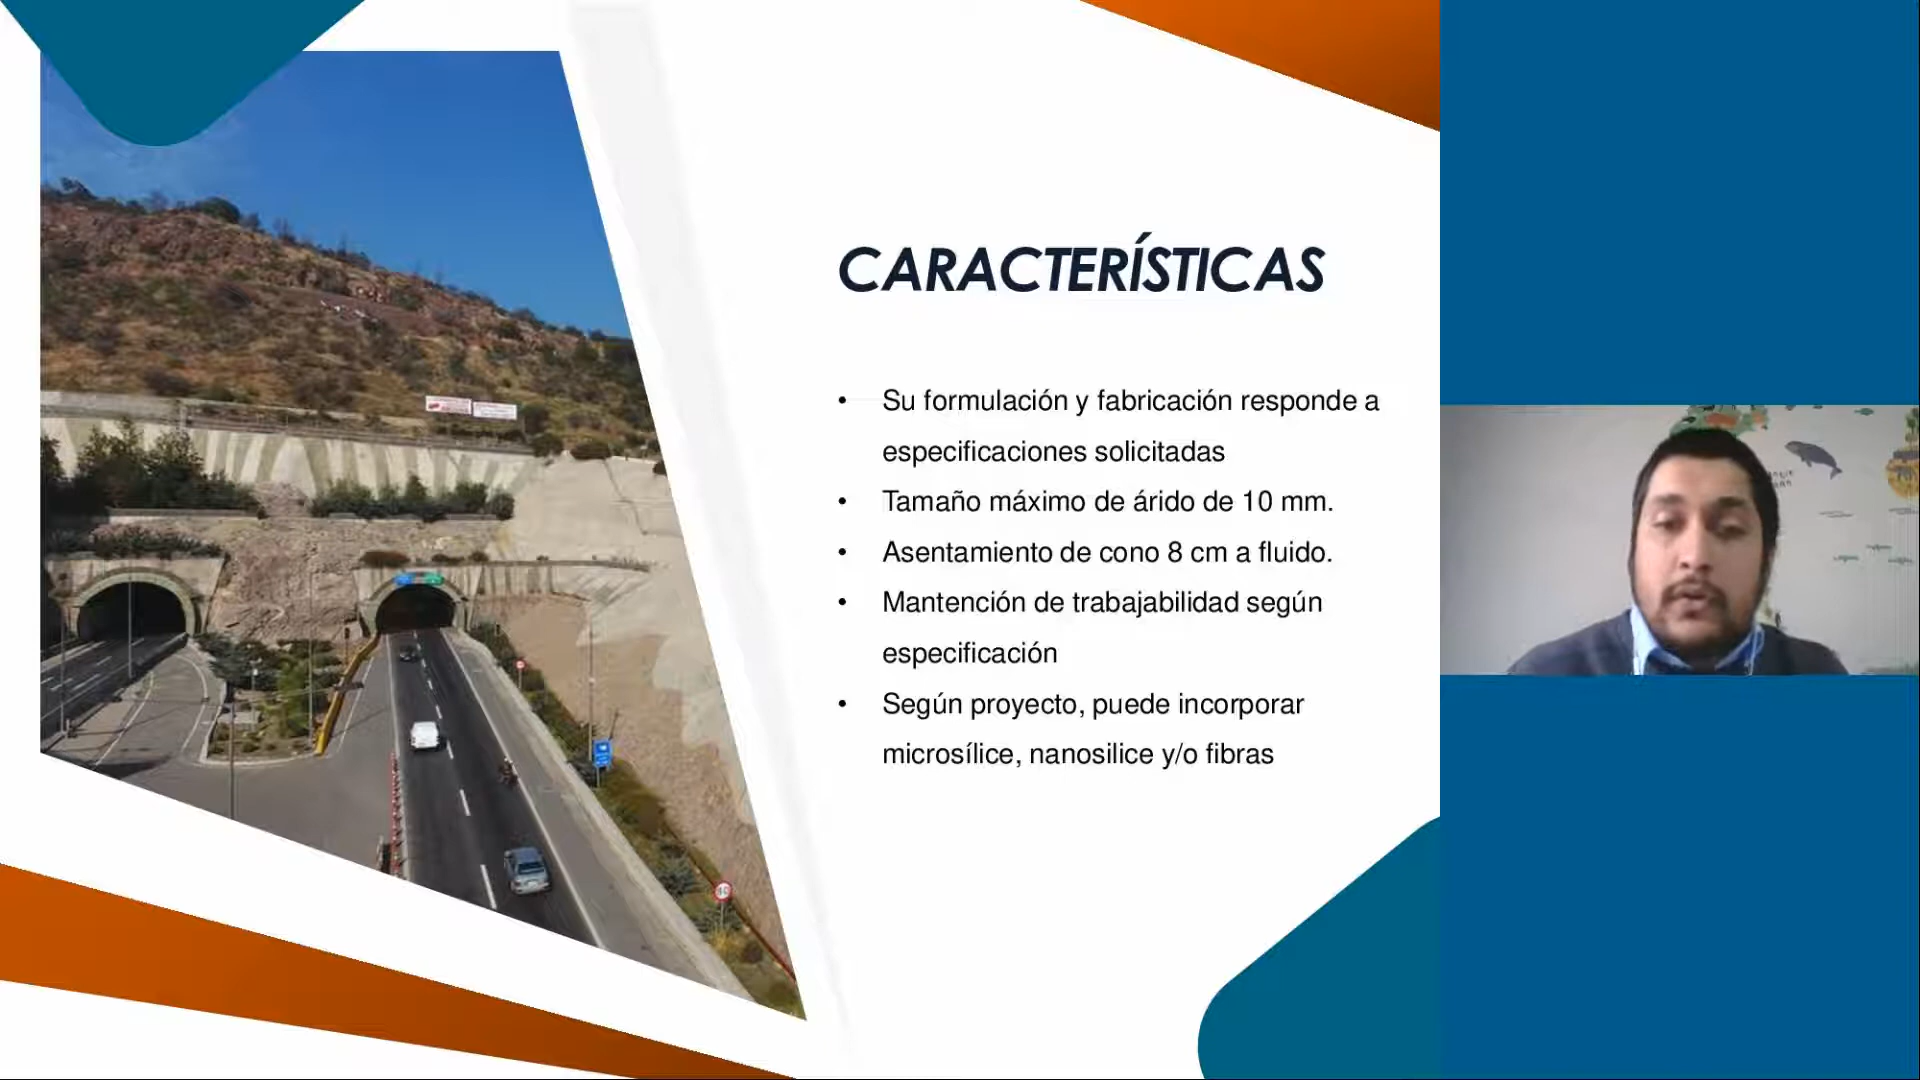 CARACTERÍSTICAS
• Su formulación y fabricación responde a
especificaciones solicitadas
• Tamaño máximo de árido de 10 mm.
• Asentamiento de cono 8 cm a fluido.
• Mantención de trabajabilidad según
especificación
• Según proyecto, puede incorporar
microsílice, nanosilice y/o fibras